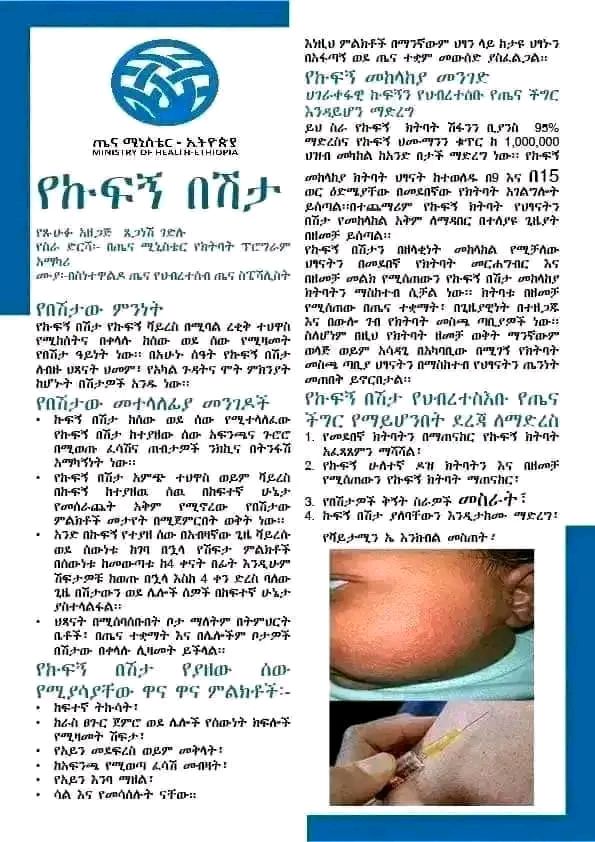 ጤና ሚኒስቴር - ኢትዮጵያ
MINISTRY OF HEALTH-ETHIOPIA
የኩፍኝ በሽታ
የጹሁፉ አዘጋጅ ጸጋነሽ ገድሉ
የስራ ድርሻ፦ በጤና ሚኒስቴር የክትባት ፕሮግራም
አማካሪ
ሙያ፦በስነተዋልዶ ጤና የህብረተሰብ ጤና ስፔሻሊስት
የበሽታው ምንነት
የኩፍኝ በሽታ የኩፍኝ ቫይረስ በሚባል ረቂቅ ተህዋስ
የሚከሰትና በቀላሉ ከሰው ወደ ሰው የሚዛመት
የበሽታ ዓይነት ነው። በአሁኑ ሰዓት የኩፍኝ በሽታ
ለብዙ ህጻናት ህመም፣ የአካል ጉዳትና ሞት ምክንያት
ከሆኑት በሽታዎች አንዱ ነው።
የበሽታው መተላለፊያ መንገዶች
• ኩፍኝ በሽታ ከሰው ወደ ሰው የሚተላለፈው
የኩፍኝ በሽታ ከተያዘው ሰው አፍንጫና ጉሮሮ
በሚወጡ ፈሳሽና ጠብታዎች ንክኪና በትንፋሽ
አማካኝነት ነው።
• የኩፍኝ በሽታ አምጭ ተህዋስ ወይም ቫይረስ
በኩፍኝ ከተያዘዉ ሰዉ በከፍተኛ ሁኔታ
የመሰራጨት አቅም የሚኖረው የበሽታው
ምልክቶች መታየት በሚጀምርበት ወቅት ነው።
• አንድ በኩፍኝ የተያዘ ሰው በአብዛኛው ጊዜ ቫይረሱ
ወደ ሰውነቱ ከገባ በኋላ የሽፍታ ምልክቶች
በሰውነቱ ከመውጣቱ ከ4 ቀናት በፊት እንዲሁም
ሽፍታዎቹ ከወጡ በኋላ እስከ 4 ቀን ድረስ ባለው
ጊዜ በሽታውን ወደ ሌሎች ሰዎች በከፍተኛ ሁኔታ
ያስተላልፋል።
• ህጻናት በሚሰባሰቡበት ቦታ ማለትም በትምህርት
ቤቶች፣ በጤና ተቋማት እና በሌሎችም ቦታዎች
በሽታው በቀላሉ ሊዛመት ይችላል።
የኩፍኝ በሽታ የያዘው ሰው
የሚያሳያቸው ዋና ዋና ምልክቶች፦
• ከፍተኛ ትኩሳት፣
• ከራስ ፀጉር ጀምሮ ወደ ሌሎች የሰውነት ክፍሎች
የሚዛመት ሽፍታ፣
• የአይን መደፍረስ ወይም መቅላት፣
• ከአፍንጫ የሚወጣ ፈሳሽ መብዛት፣
• የአይን እንባ ማዘል፣
• ሳል እና የመሳሰሉት ናቸው።
እነዚህ ምልክቶች በማንኛውም ህፃን ላይ ከታዩ ህፃኑን
በአፋጣኝ ወደ ጤና ተቋም መውሰድ ያስፈልጋል።
የኩፍኝ መከላከያ መንገድ
ሀገራቀፋዊ ኩፍኝን የህብረተሰቡ የጤና ችግር
እንዳይሆን ማድረግ
ይህ ስራ የኩፍኝ ክትባት ሽፋንን ቢያንስ 95%
ማድረስና የኩፍኝ ህሙማንን ቁጥር ከ 1,000,000
ህዝብ መካከል ከአንድ በታች ማድረግ ነው። የኩፍኝ
መከላከያ ክትባት ህፃናት ከተወለዱ በ9 እና በ15
ወር ዕድሜያቸው በመደበኛው የክትባት አገልግሎት
ይሰጣል።በተጨማሪም የኩፍኝ ክትባት የህፃናትን
በሽታ የመከላከል አቅም ለማዳበር በተለያዩ ጊዜያት
በዘመቻ ይሰጣል።
የኩፍኝ በሽታን በዘላቂነት መከላከል የሚቻለው
ህፃናትን በመደበኛ የክትባት መርሐግብር እና
በዘመቻ መልክ የሚሰጠውን የኩፍኝ በሽታ መከላከያ
ክትባትን ማስከተብ ሲቻል ነው። ክትባቱ በዘመቻ
የሚሰጠው በጤና ተቋማት፣ በጊዜያዊነት በተዘጋጁ
እና በውሎ ገብ የክትባት መስጫ ጣቢያዎች ነው።
ስለሆነም በዚህ የክትባት ዘመቻ ወቅት ማንኛውም
ወላጅ ወይም አሳዳጊ በአካባቢው በሚገኝ የክትባት
መስጫ ጣቢያ ህፃናትን በማስከተብ የህፃናትን ጤንነት
መጠበቅ ይኖርበታል።
የኩፍኝ በሽታ የህብረተሰእቡ የጤና
ችግር የማይሆንበት ደረጃ ለማድረስ
1. የመደበኛ ክትባትን በማጠናከር የኩፍኝ ክትባት
አፈጻጸምን ማሻሻል፣
2. የኩፍኝ ሁለተኛ ዶዝ ክትባትን እና በዘመቻ
የሚሰጠውን የኩፍኝ ክትባት ማጠናከር፣
3. የበሽታዎች ቅኝት ስራዎች መስራት፣
4. ኩፍኝ በሽታ ያለባቸውን እንዲታከሙ ማድረግ፣
የቫይታሚን ኤ እንክብል መስጠት፣